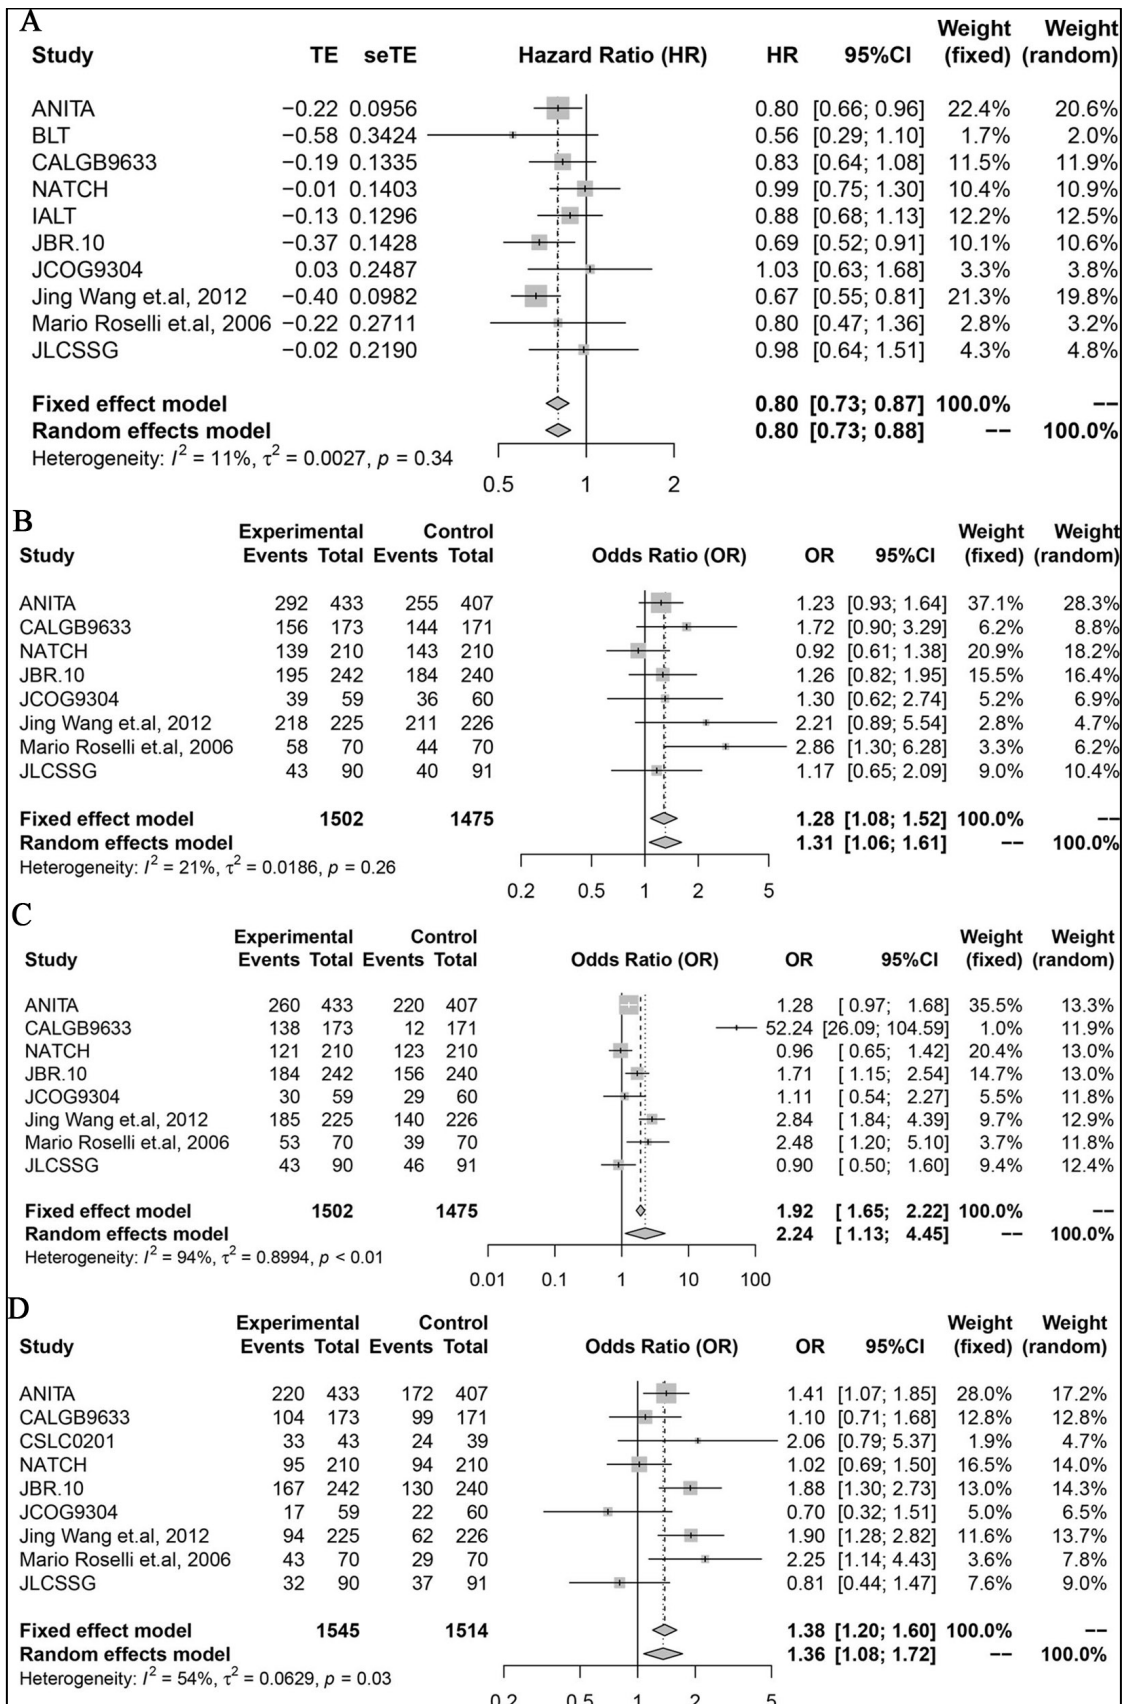 A
Weight Weight
Study TE seTE Hazard Ratio (HR) HR 95%CI (fixed) (random)
ANITA −0.22 0.0956 0.80 [0.66; 0.96] 22.4% 20.6%
BLT −0.58 0.3424 0.56 [0.29; 1.10] 1.7% 2.0%
CALGB9633 −0.19 0.1335 0.83 [0.64; 1.08] 11.5% 11.9%
NATCH −0.01 0.1403 0.99 [0.75; 1.30] 10.4% 10.9%
IALT −0.13 0.1296 0.88 [0.68; 1.13] 12.2% 12.5%
JBR.10 −0.37 0.1428 0.69 [0.52; 0.91] 10.1% 10.6%
JCOG9304 0.03 0.2487 1.03 [0.63; 1.68] 3.3% 3.8%
Jing Wang et.al, 2012 −0.40 0.0982 0.67 [0.55; 0.81] 21.3% 19.8%
Mario Roselli et.al, 2006 −0.22 0.2711 0.80 [0.47; 1.36] 2.8% 3.2%
JLCSSG −0.02 0.2190 0.98 [0.64; 1.51] 4.3% 4.8%
Fixed effect model 0.80 [0.73; 0.87] 100.0% −−
Random effects model 0.80 [0.73; 0.88] −− 100.0%
Heterogeneity: I² = 11%, τ² = 0.0027, p = 0.34
0.5 1 2
B
Experimental Control Weight Weight
Study Events Total Events Total Odds Ratio (OR) OR 95%CI (fixed) (random)
ANITA 292 433 255 407 1.23 [0.93; 1.64] 37.1% 28.3%
CALGB9633 156 173 144 171 1.72 [0.90; 3.29] 6.2% 8.8%
NATCH 139 210 143 210 0.92 [0.61; 1.38] 20.9% 18.2%
JBR.10 195 242 184 240 1.26 [0.82; 1.95] 15.5% 16.4%
JCOG9304 39 59 36 60 1.30 [0.62; 2.74] 5.2% 6.9%
Jing Wang et.al, 2012 218 225 211 226 2.21 [0.89; 5.54] 2.8% 4.7%
Mario Roselli et.al, 2006 58 70 44 70 2.86 [1.30; 6.28] 3.3% 6.2%
JLCSSG 43 90 40 91 1.17 [0.65; 2.09] 9.0% 10.4%
Fixed effect model 1502 1475 1.28 [1.08; 1.52] 100.0% −−
Random effects model 1.31 [1.06; 1.61] −− 100.0%
Heterogeneity: I² = 21%, τ² = 0.0186, p = 0.26
0.2 0.5 1 2 5
C
Experimental Control Weight Weight
Study Events Total Events Total Odds Ratio (OR) OR 95%CI (fixed) (random)
ANITA 260 433 220 407 1.28 [ 0.97; 1.68] 35.5% 13.3%
CALGB9633 138 173 12 171 52.24 [26.09; 104.59] 1.0% 11.9%
NATCH 121 210 123 210 0.96 [ 0.65; 1.42] 20.4% 13.0%
JBR.10 184 242 156 240 1.71 [ 1.15; 2.54] 14.7% 13.0%
JCOG9304 30 59 29 60 1.11 [ 0.54; 2.27] 5.5% 11.8%
Jing Wang et.al, 2012 185 225 140 226 2.84 [ 1.84; 4.39] 9.7% 12.9%
Mario Roselli et.al, 2006 53 70 39 70 2.48 [ 1.20; 5.10] 3.7% 11.8%
JLCSSG 43 90 46 91 0.90 [ 0.50; 1.60] 9.4% 12.4%
Fixed effect model 1502 1475 1.92 [ 1.65; 2.22] 100.0% −−
Random effects model 2.24 [ 1.13; 4.45] −− 100.0%
Heterogeneity: I² = 94%, τ² = 0.8994, p < 0.01
0.01 0.1 1 10 100
D
Experimental Control Weight Weight
Study Events Total Events Total Odds Ratio (OR) OR 95%CI (fixed) (random)
ANITA 220 433 172 407 1.41 [1.07; 1.85] 28.0% 17.2%
CALGB9633 104 173 99 171 1.10 [0.71; 1.68] 12.8% 12.8%
CSLC0201 33 43 24 39 2.06 [0.79; 5.37] 1.9% 4.7%
NATCH 95 210 94 210 1.02 [0.69; 1.50] 16.5% 14.0%
JBR.10 167 242 130 240 1.88 [1.30; 2.73] 13.0% 14.3%
JCOG9304 17 59 22 60 0.70 [0.32; 1.51] 5.0% 6.5%
Jing Wang et.al, 2012 94 225 62 226 1.90 [1.28; 2.82] 11.6% 13.7%
Mario Roselli et.al, 2006 43 70 29 70 2.25 [1.14; 4.43] 3.6% 7.8%
JLCSSG 32 90 37 91 0.81 [0.44; 1.47] 7.6% 9.0%
Fixed effect model 1545 1514 1.38 [1.20; 1.60] 100.0% −−
Random effects model 1.36 [1.08; 1.72] −− 100.0%
Heterogeneity: I² = 54%, τ² = 0.0629, p = 0.03
0.2 0.5 1 2 5